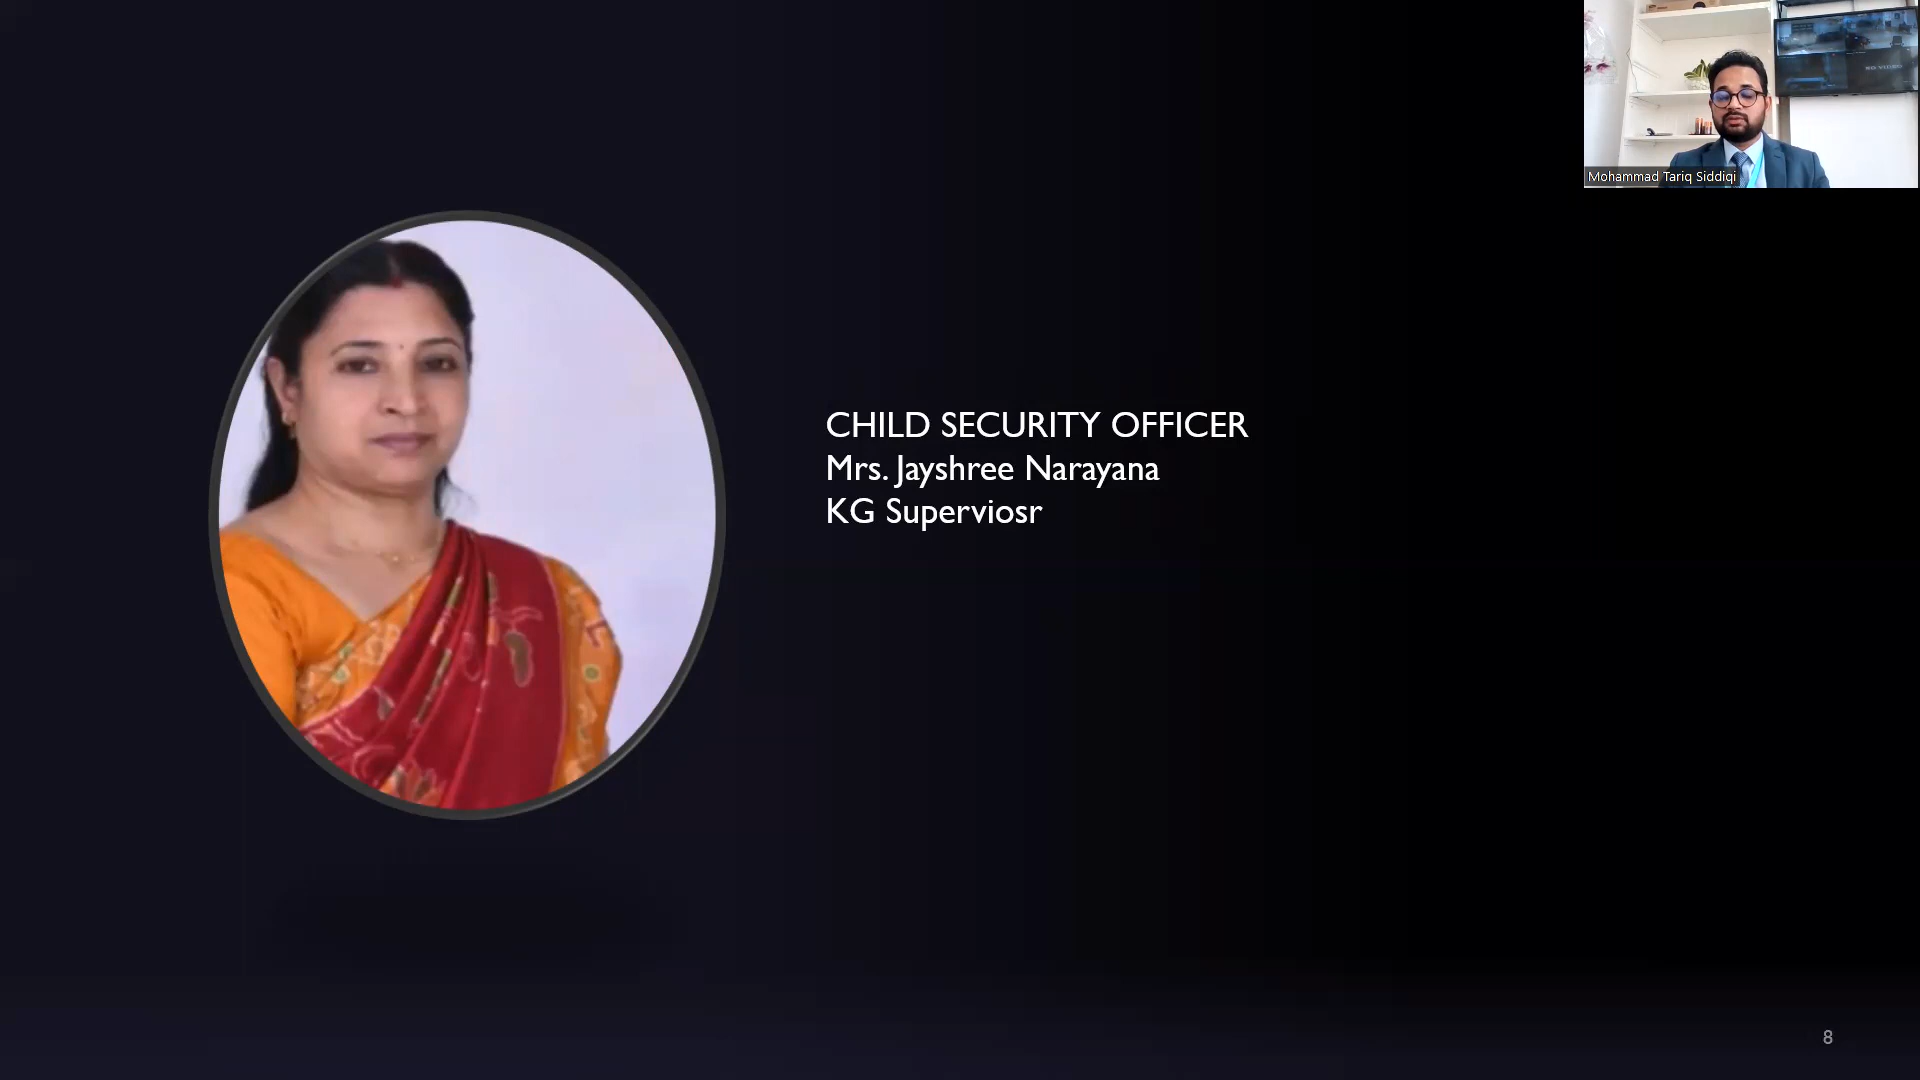 Mohammad Tariq Siddiqi
CHILD SECURITY OFFICER
Mrs. Jayshree Narayana
KG Superviosr
8